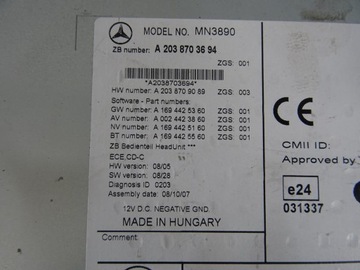 MODEL NO. MN3890
ZB number: A 203 870 36 94 ZGS: 001
*A2038703694*
HW number: A 203 870 90 89 ZGS: 003
Software - Part numbers:
GW number: A 169 442 53 60 ZGS: 001
AV number: A 002 442 38 60 ZGS: 001
NV number: A 169 442 51 60 ZGS: 001
BT number: A 169 442 55 60 ZGS: 001
ZB Bedienteil HeadUnit ***
ECE,CD-C
HW version: 08/05
SW version: 08/28
Diagnosis ID 0203
Assembly date: 08/10/07
12V D.C. NEGATIVE GND.
MADE IN HUNGARY
Comment:
CE
CMII ID:
Approved by
e24
031337